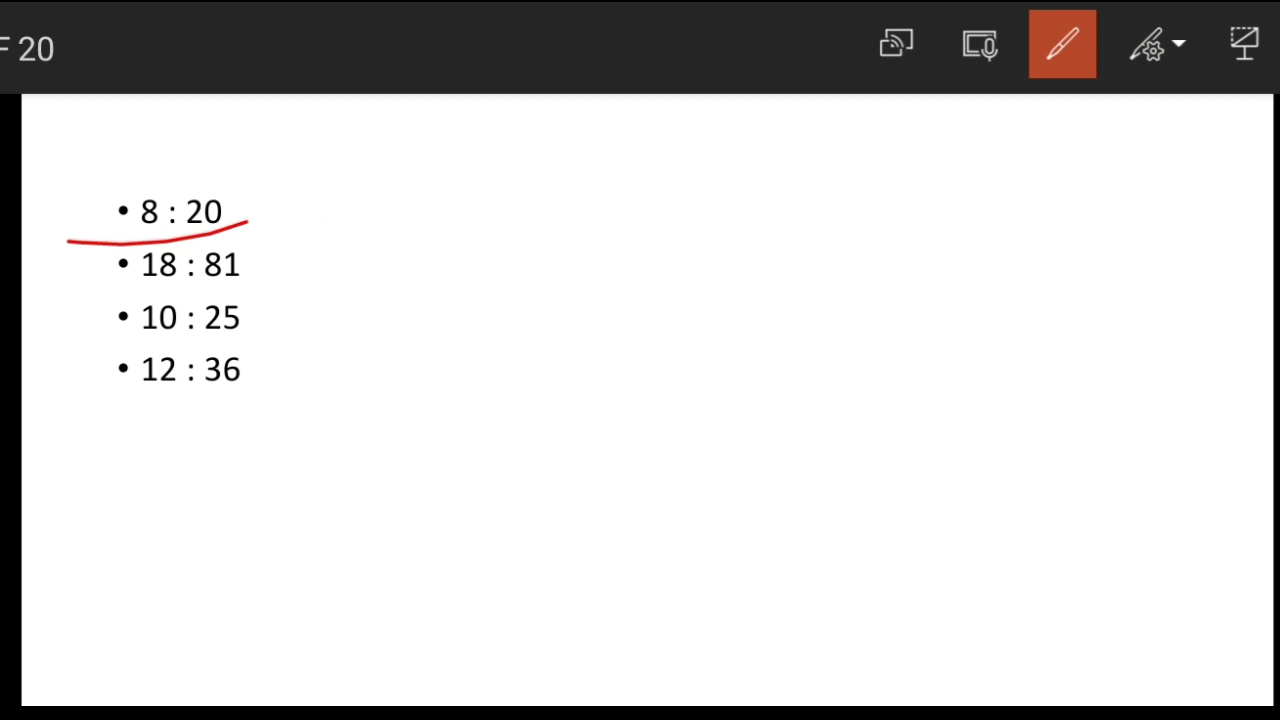 F 20
• 8 : 20
• 18 : 81
• 10 : 25
• 12 : 36